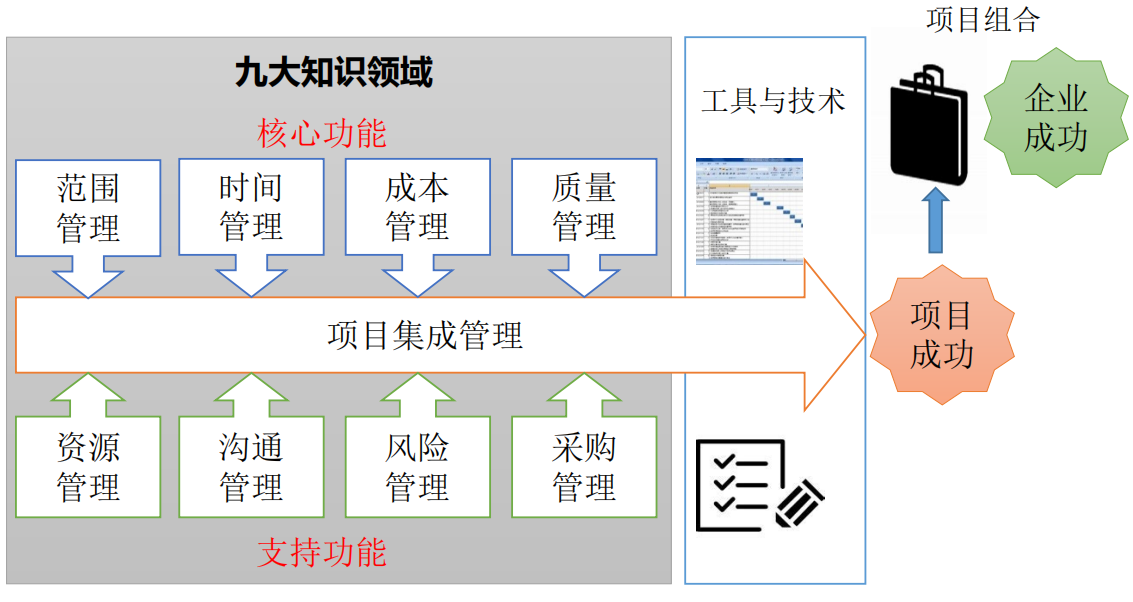 项目组合
九大知识领域
核心功能
工具与技术
企业
成功
范围
管理
时间
管理
成本
管理
质量
管理
项目集成管理
项目
成功
资源
管理
沟通
管理
风险
管理
采购
管理
支持功能